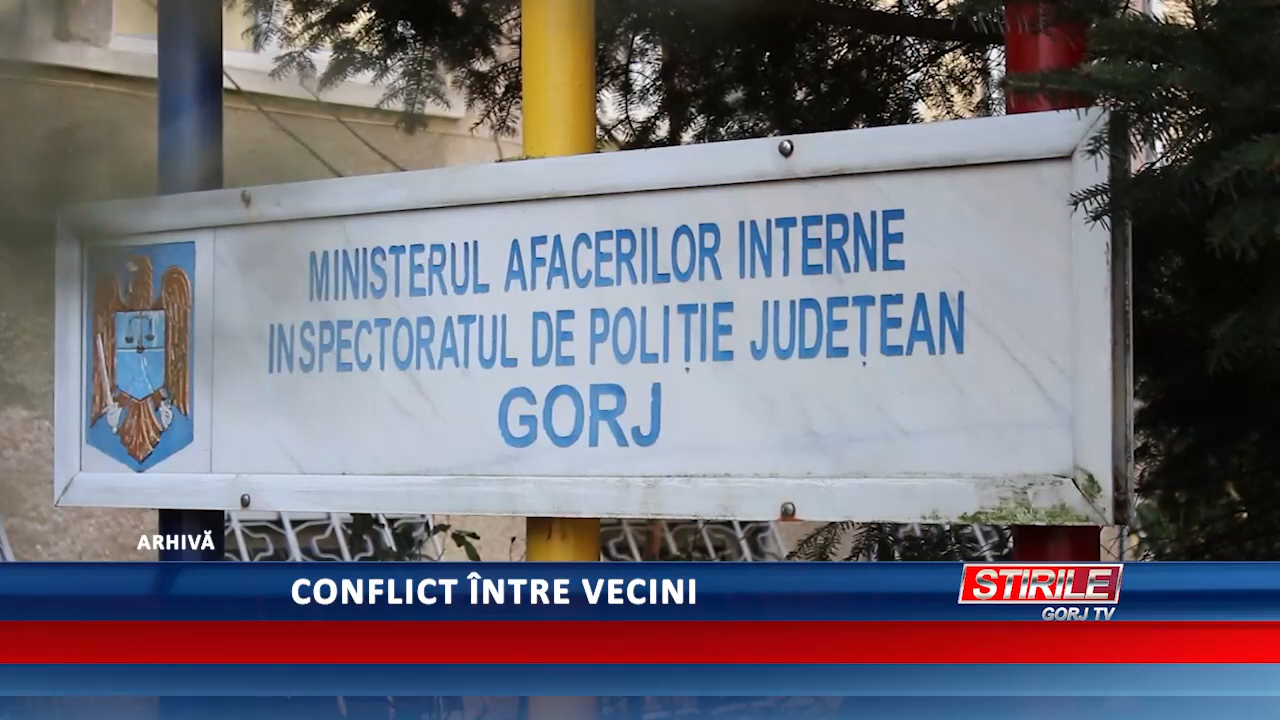 MINISTERUL AFACERILOR INTERNE
INSPECTORATUL DE POLIȚIE JUDEȚEAN
GORJ
ARHIVĂ
CONFLICT ÎNTRE VECINI
STIRILE
GORJ TV